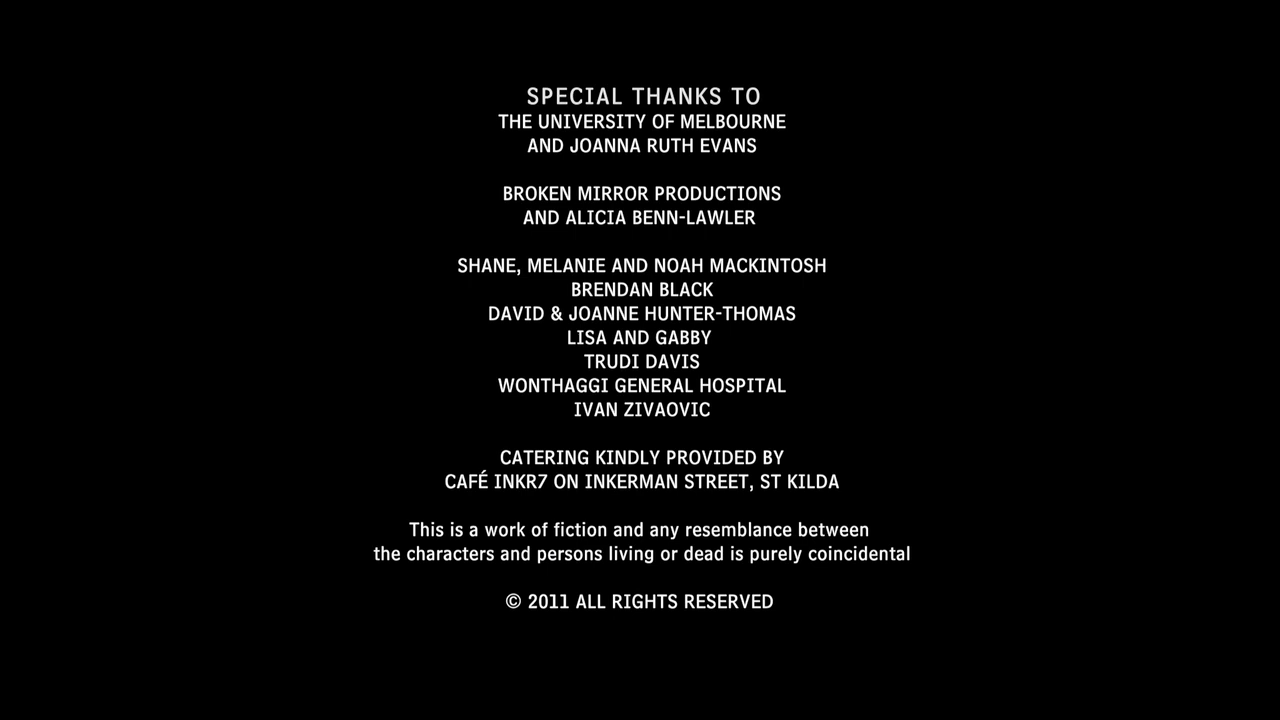 SPECIAL THANKS TO
THE UNIVERSITY OF MELBOURNE
AND JOANNA RUTH EVANS
BROKEN MIRROR PRODUCTIONS
AND ALICIA BENN-LAWLER
SHANE, MELANIE AND NOAH MACKINTOSH
BRENDAN BLACK
DAVID & JOANNE HUNTER-THOMAS
LISA AND GABBY
TRUDI DAVIS
WONTHAGGI GENERAL HOSPITAL
IVAN ZIVAOVIC
CATERING KINDLY PROVIDED BY
CAFÉ INKR7 ON INKERMAN STREET, ST KILDA
This is a work of fiction and any resemblance between
the characters and persons living or dead is purely coincidental
© 2011 ALL RIGHTS RESERVED